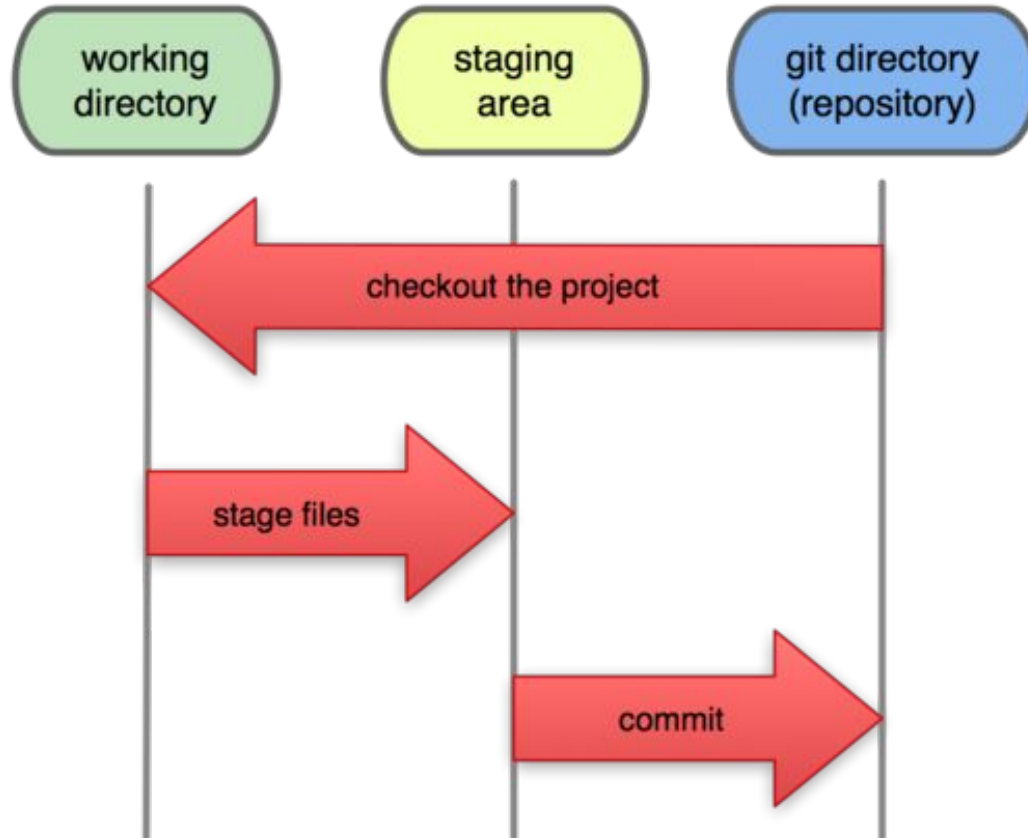 working
directory
staging
area
git directory
(repository)
checkout the project
stage files
commit